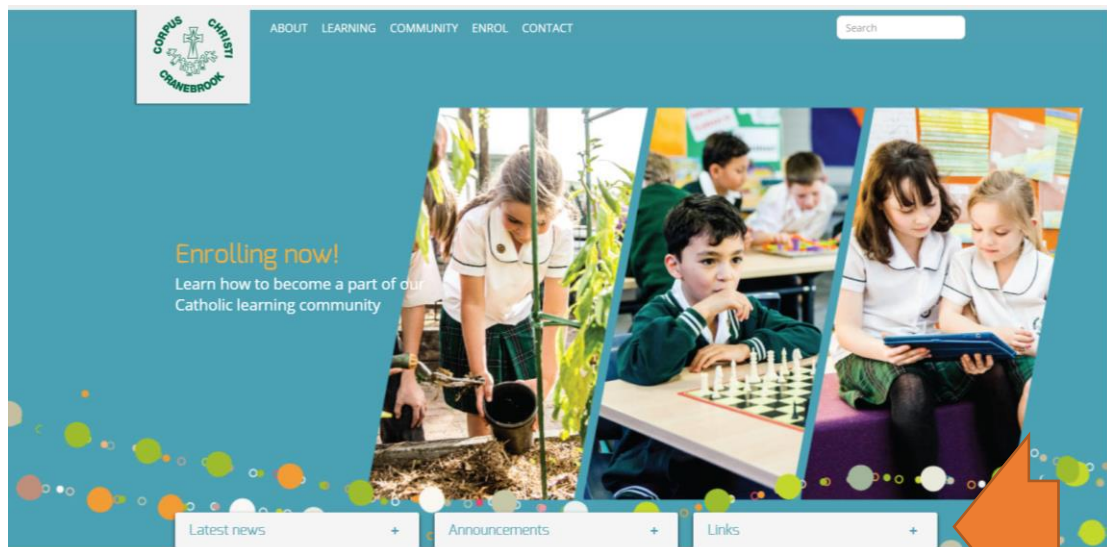 CORPUS CHRISTI
CRANEBROOK
ABOUT LEARNING COMMUNITY ENROL CONTACT
Search
Enrolling now!
Learn how to become a part of our
Catholic learning community
Latest news +
Announcements +
Links +